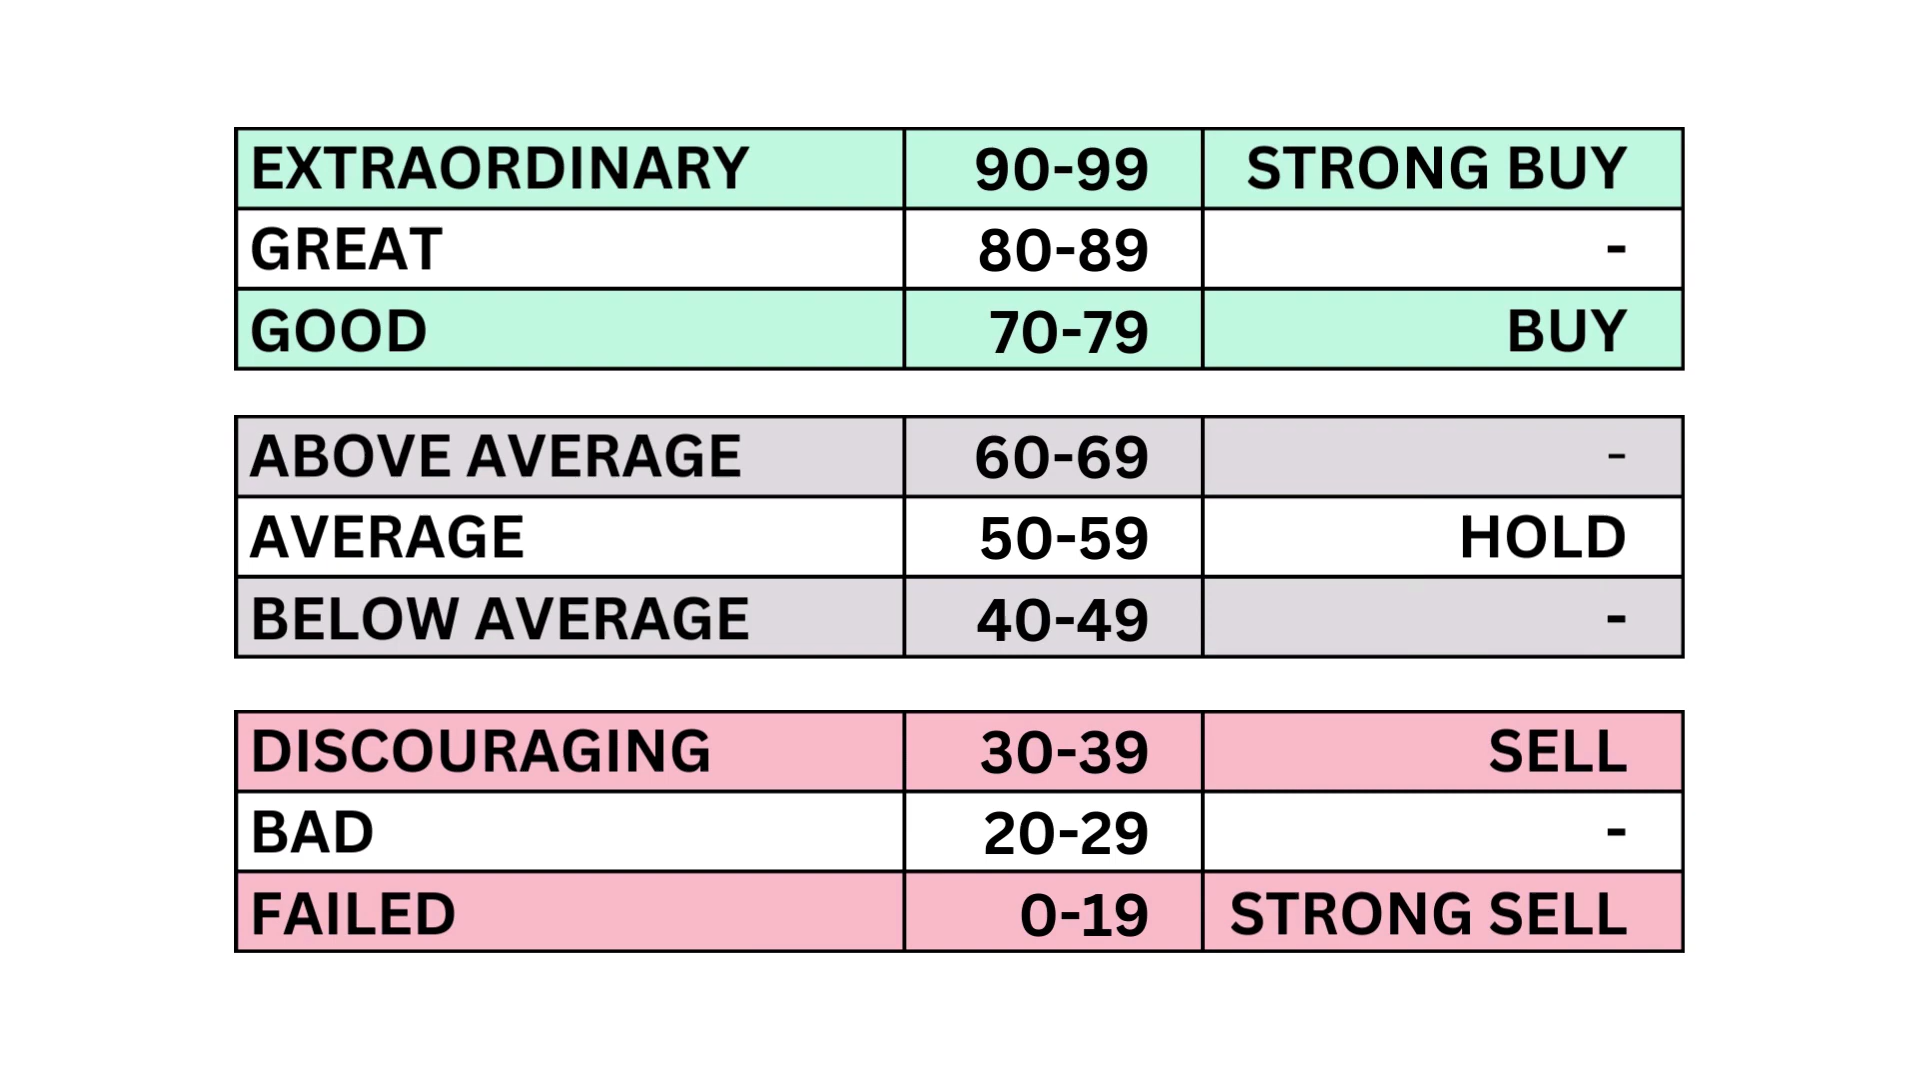 EXTRAORDINARY 90-99 STRONG BUY
GREAT 80-89 -
GOOD 70-79 BUY
ABOVE AVERAGE 60-69 -
AVERAGE 50-59 HOLD
BELOW AVERAGE 40-49 -
DISCOURAGING 30-39 SELL
BAD 20-29 -
FAILED 0-19 STRONG SELL